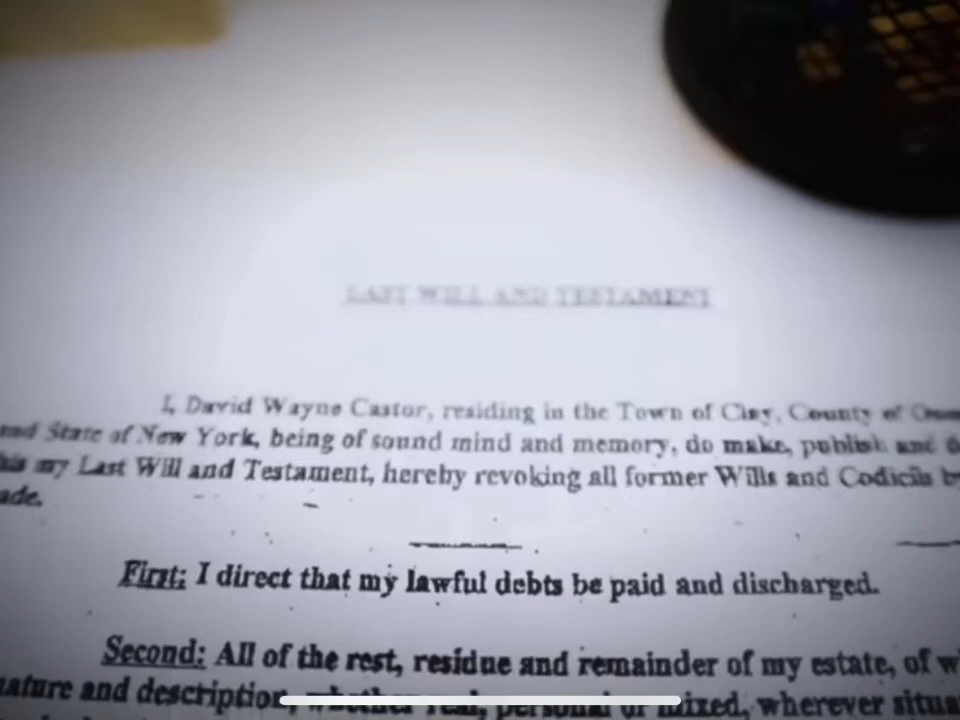 LAST WILL AND TESTAMENT
I, David Wayne Castor, residing in the Town of Clay, County of
and State of New York, being of sound mind and memory, do make, publish and
my Last Will and Testament, hereby revoking all former Wills and Codicils
First: I direct that my lawful debts be paid and discharged.
Second: All of the rest, residue and remainder of my estate, of
nature and description, whether real, personal or mixed, wherever